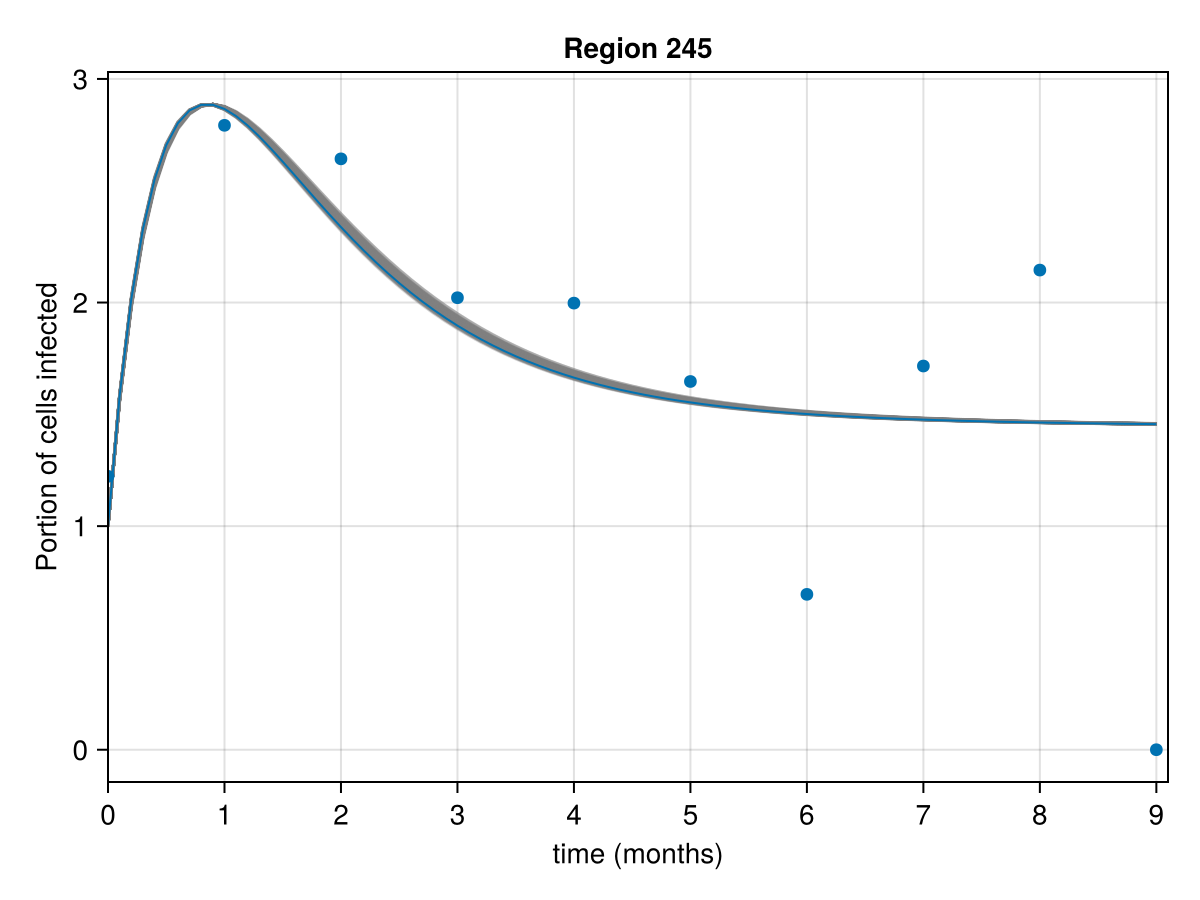 Region 245
3
2
1
0
Portion of cells infected
0 1 2 3 4 5 6 7 8 9
time (months)